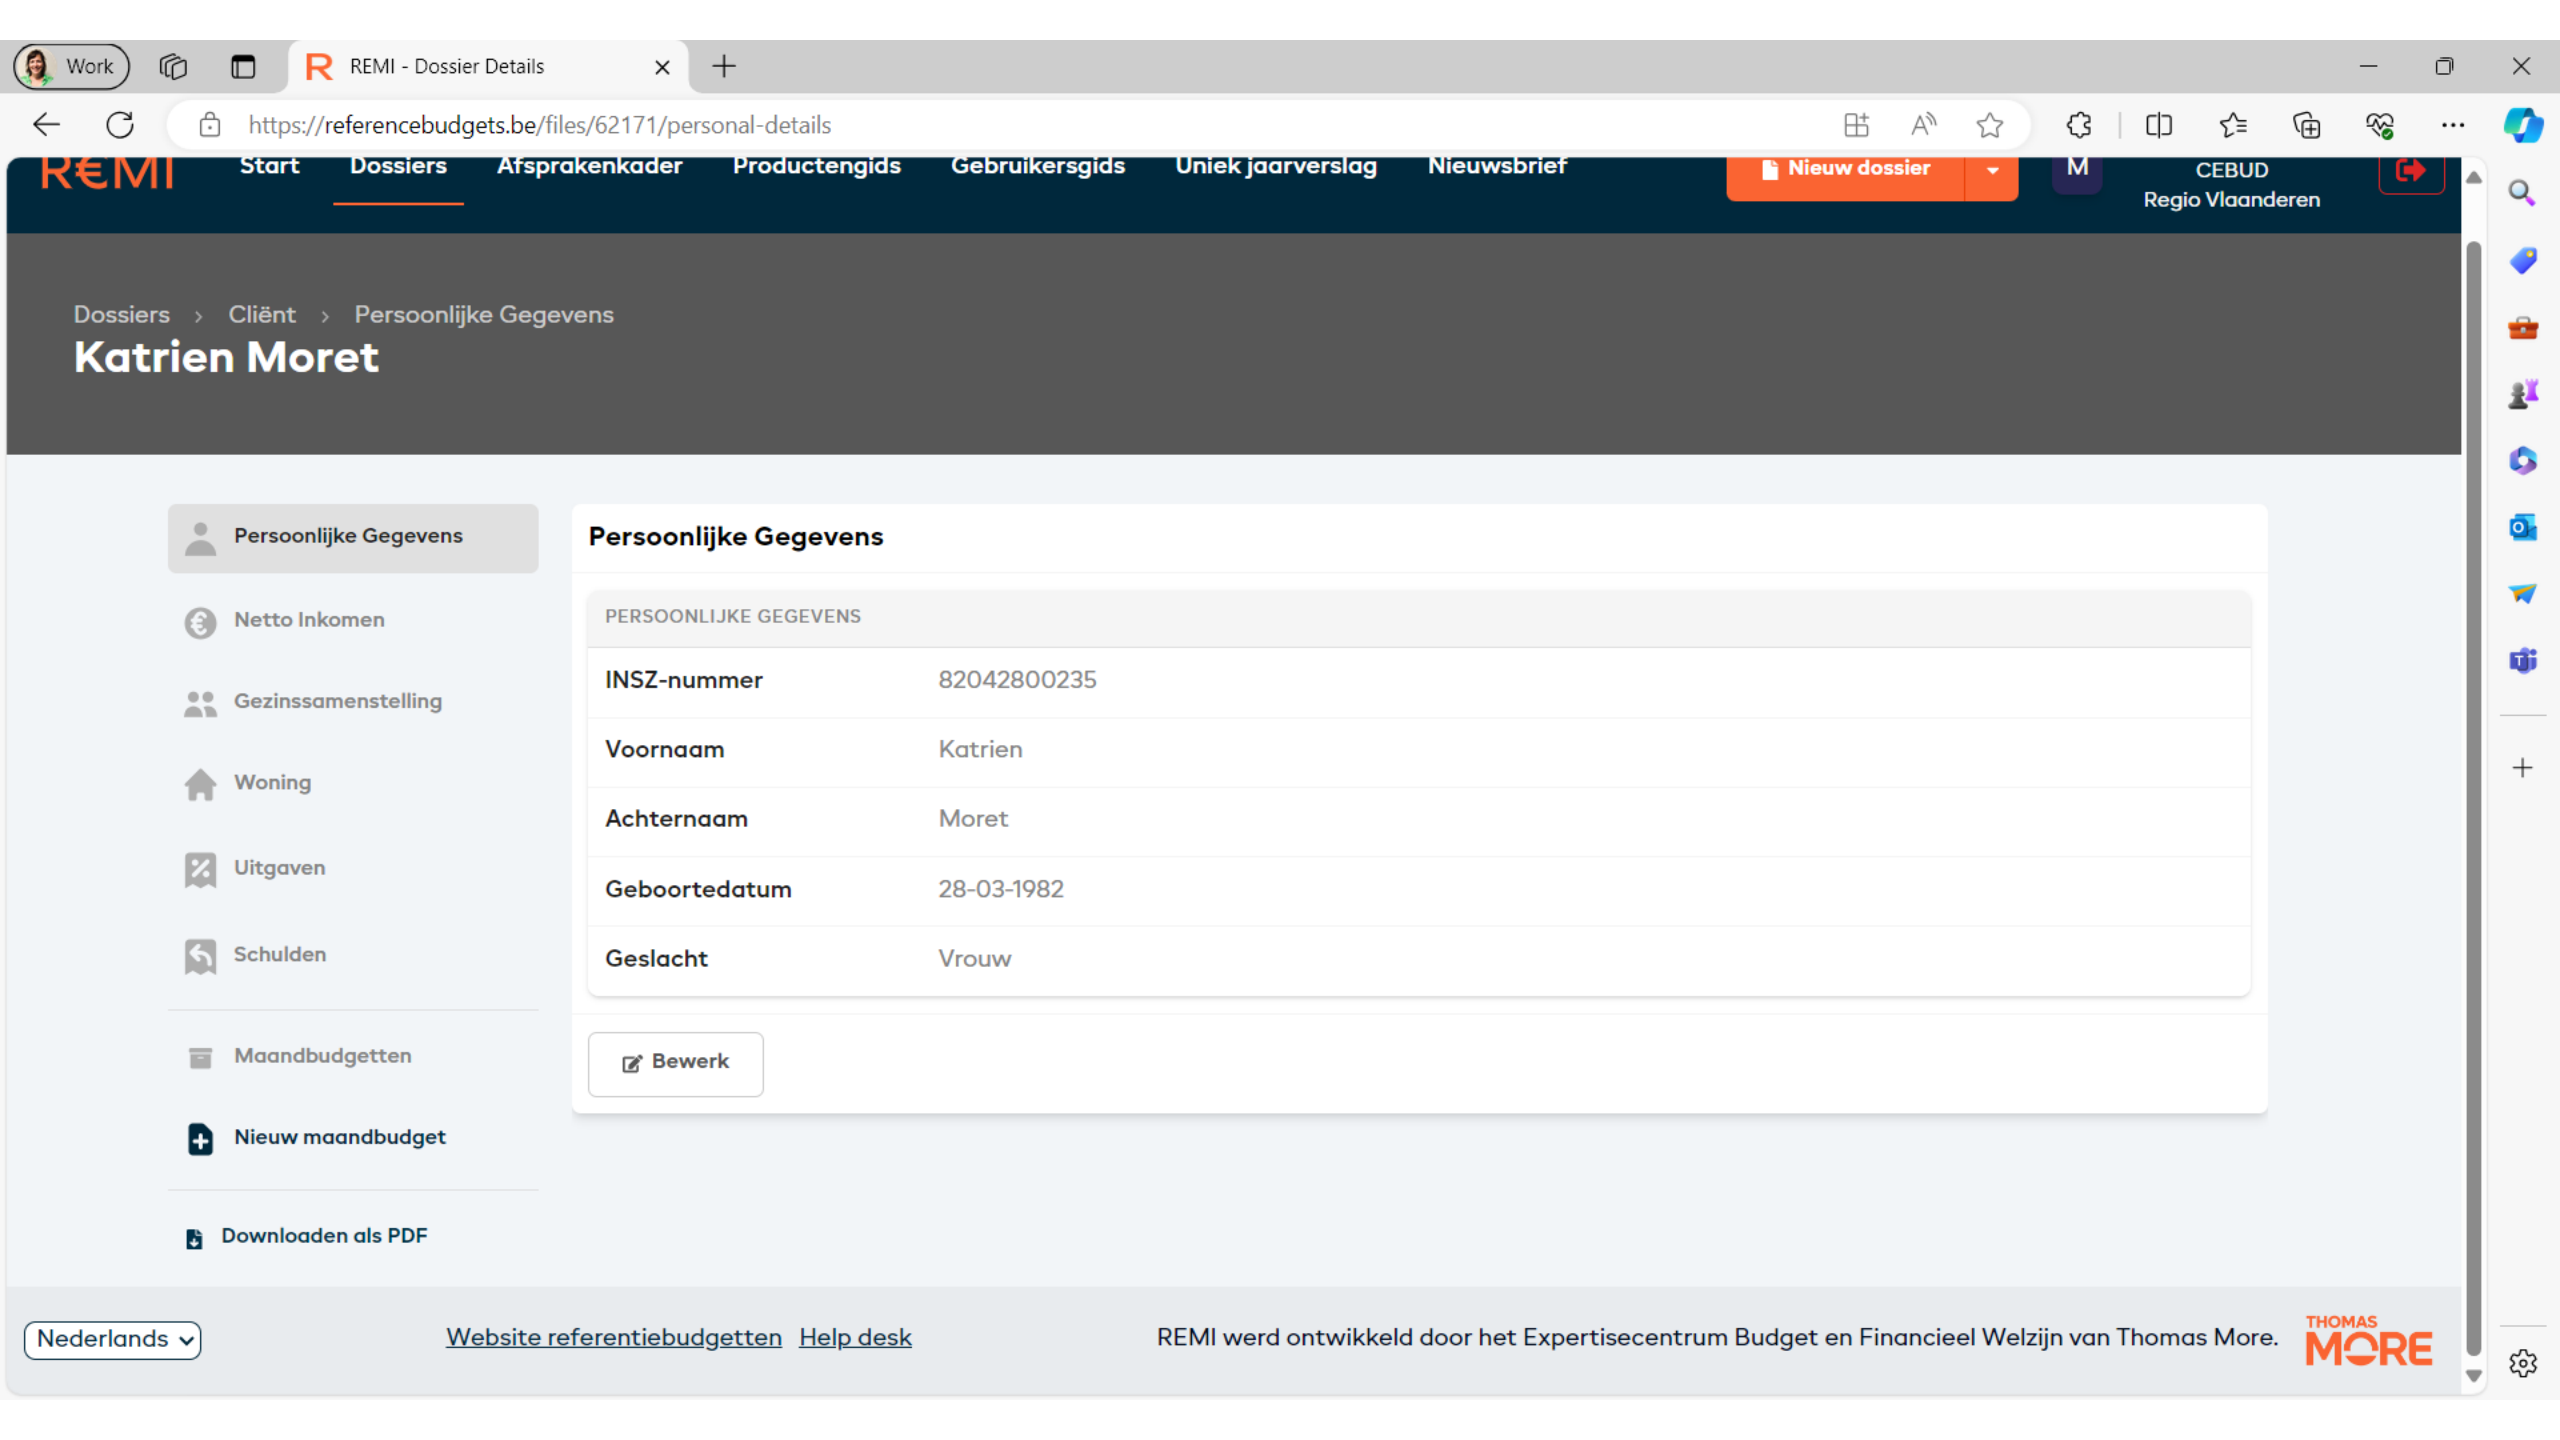 Work
REMI - Dossier Details
https://referencebudgets.be/files/62171/personal-details
R€MI Start Dossiers Afsprakenkader Productengids Gebruikersgids Uniek jaarverslag Nieuwsbrief Nieuw dossier M CEBUD
Regio Vlaanderen
Dossiers › Cliënt › Persoonlijke Gegevens
Katrien Moret
Persoonlijke Gegevens
Netto Inkomen
Gezinssamenstelling
Woning
Uitgaven
Schulden
Maandbudgetten
Nieuw maandbudget
Downloaden als PDF
Persoonlijke Gegevens
PERSOONLIJKE GEGEVENS
INSZ-nummer 82042800235
Voornaam Katrien
Achternaam Moret
Geboortedatum 28-03-1982
Geslacht Vrouw
Bewerk
Nederlands
Website referentiebudgetten Help desk
REMI werd ontwikkeld door het Expertisecentrum Budget en Financieel Welzijn van Thomas More.
THOMAS
MORE